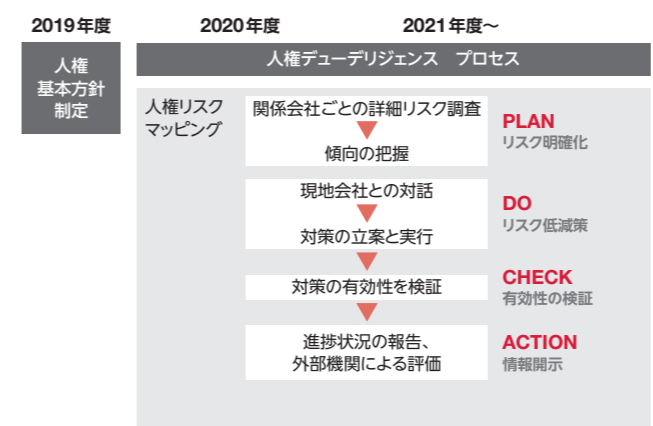 2019年度
2020年度
2021年度～
人権
基本方針
制定
人権デューデリジェンス　プロセス
人権リスク
マッピング
関係会社ごとの詳細リスク調査
傾向の把握
PLAN
リスク明確化
現地会社との対話
対策の立案と実行
DO
リスク低減策
対策の有効性を検証
CHECK
有効性の検証
進捗状況の報告、
外部機関による評価
ACTION
情報開示